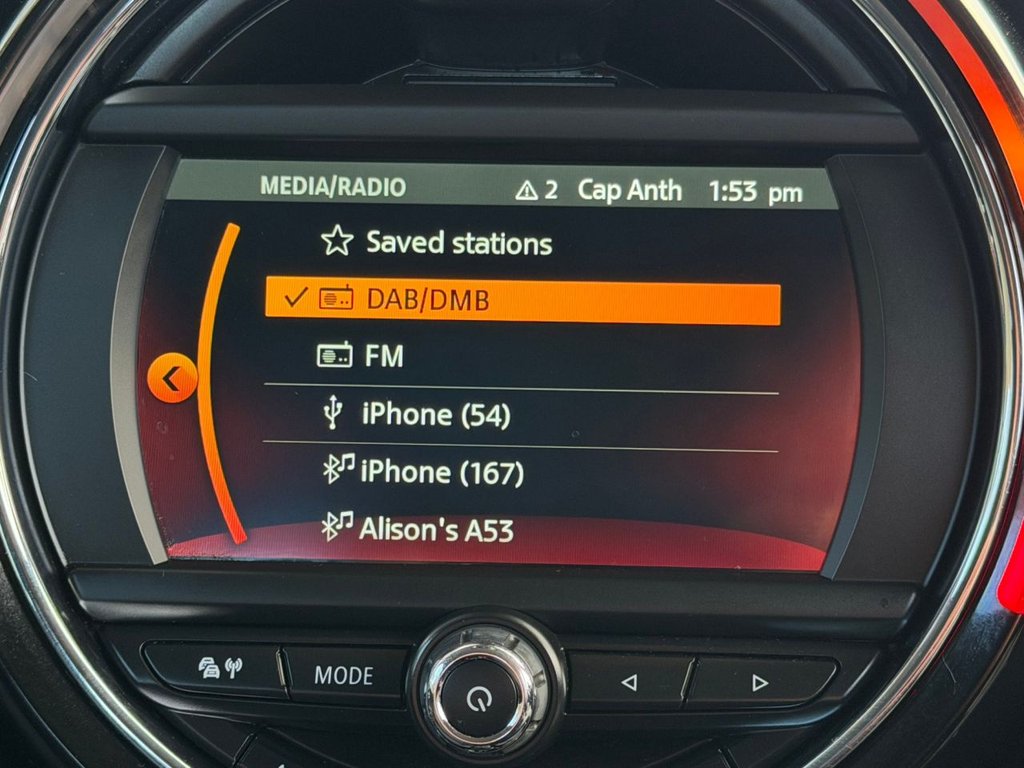 MEDIA/RADIO 2 Cap Anth 1:53 pm
Saved stations
DAB/DMB
FM
iPhone (54)
iPhone (167)
Alison's A53
MODE